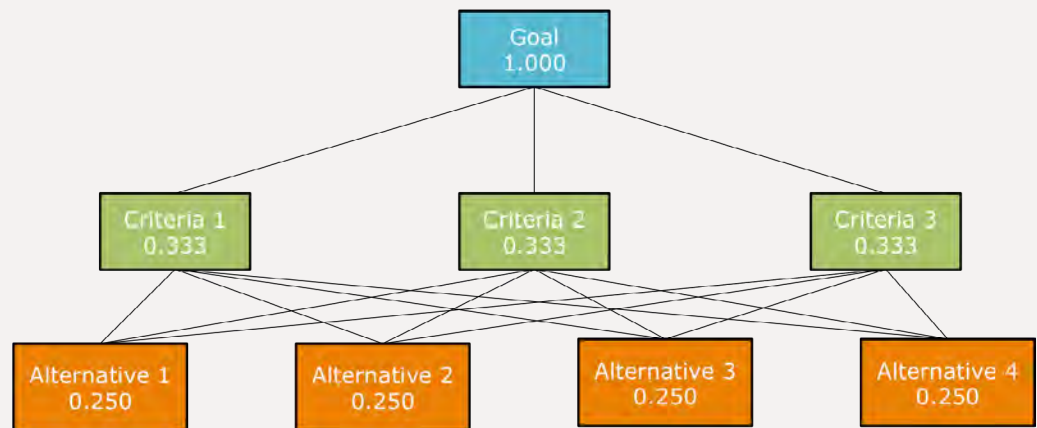 Goal
1.000
Criteria 1
0.333
Criteria 2
0.333
Criteria 3
0.333
Alternative 1
0.250
Alternative 2
0.250
Alternative 3
0.250
Alternative 4
0.250